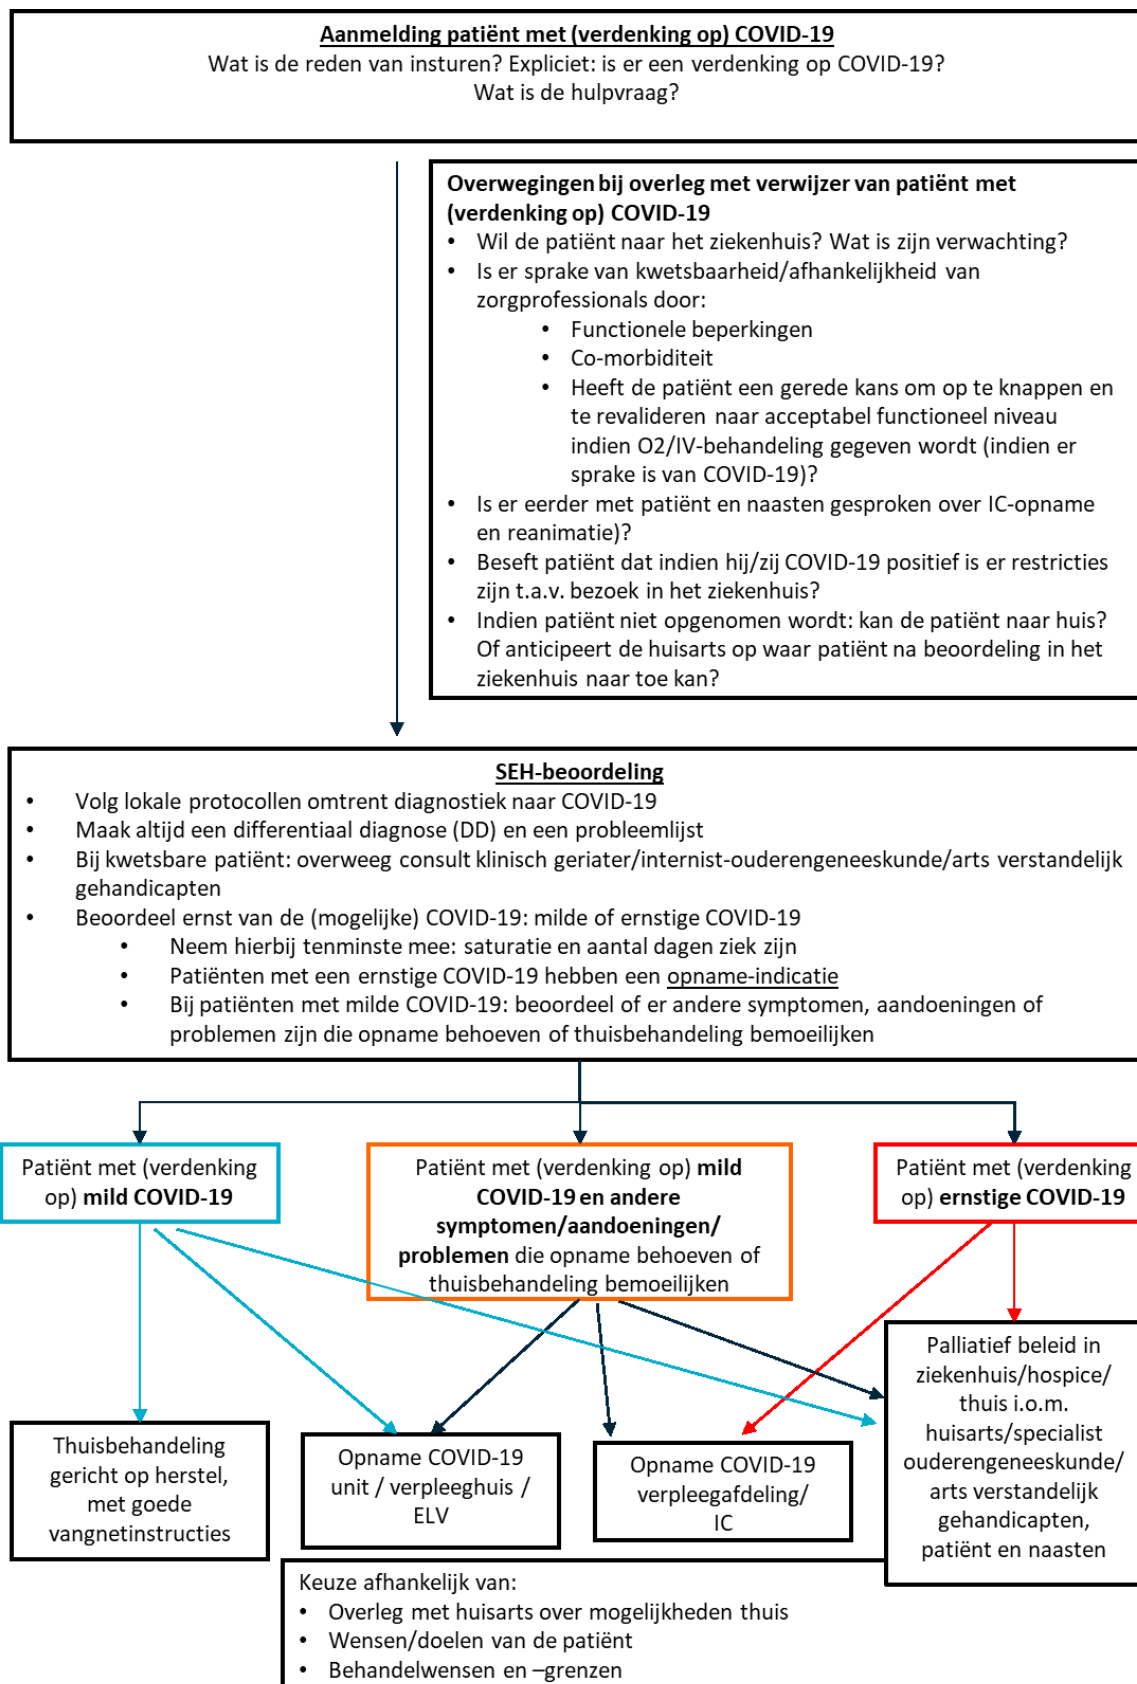 Aanmelding patiënt met (verdenking op) COVID-19
Wat is de reden van insturen? Expliciet: is er een verdenking op COVID-19?
Wat is de hulpvraag?
Overwegingen bij overleg met verwijzer van patiënt met
(verdenking op) COVID-19
• Wil de patiënt naar het ziekenhuis? Wat is zijn verwachting?
• Is er sprake van kwetsbaarheid/afhankelijkheid van
zorgprofessionals door:
• Functionele beperkingen
• Co-morbiditeit
• Heeft de patiënt een gerede kans om op te knappen en
te revalideren naar acceptabel functioneel niveau
indien O2/IV-behandeling gegeven wordt (indien er
sprake is van COVID-19)?
• Is er eerder met patiënt en naasten gesproken over IC-opname
en reanimatie)?
• Beseft patiënt dat indien hij/zij COVID-19 positief is er restricties
zijn t.a.v. bezoek in het ziekenhuis?
• Indien patiënt niet opgenomen wordt: kan de patiënt naar huis?
Of anticipeert de huisarts op waar patiënt na beoordeling in het
ziekenhuis naar toe kan?
SEH-beoordeling
• Volg lokale protocollen omtrent diagnostiek naar COVID-19
• Maak altijd een differentiaal diagnose (DD) en een probleemlijst
• Bij kwetsbare patiënt: overweeg consult klinisch geriater/internist-ouderengeneeskunde/arts verstandelijk
gehandicapten
• Beoordeel ernst van de (mogelijke) COVID-19: milde of ernstige COVID-19
• Neem hierbij tenminste mee: saturatie en aantal dagen ziek zijn
• Patiënten met een ernstige COVID-19 hebben een opname-indicatie
• Bij patiënten met milde COVID-19: beoordeel of er andere symptomen, aandoeningen of
problemen zijn die opname behoeven of thuisbehandeling bemoeilijken
Patiënt met (verdenking
op) mild COVID-19
Patiënt met (verdenking op) mild
COVID-19 en andere
symptomen/aandoeningen/
problemen die opname behoeven of
thuisbehandeling bemoeilijken
Patiënt met (verdenking
op) ernstige COVID-19
Thuisbehandeling
gericht op herstel,
met goede
vangnetinstructies
Opname COVID-19
unit / verpleeghuis /
ELV
Opname COVID-19
verpleegafdeling/
IC
Palliatief beleid in
ziekenhuis/hospice/
thuis i.o.m.
huisarts/specialist
ouderengeneeskunde/
arts verstandelijk
gehandicapten,
patiënt en naasten
Keuze afhankelijk van:
• Overleg met huisarts over mogelijkheden thuis
• Wensen/doelen van de patiënt
• Behandelwensen en –grenzen